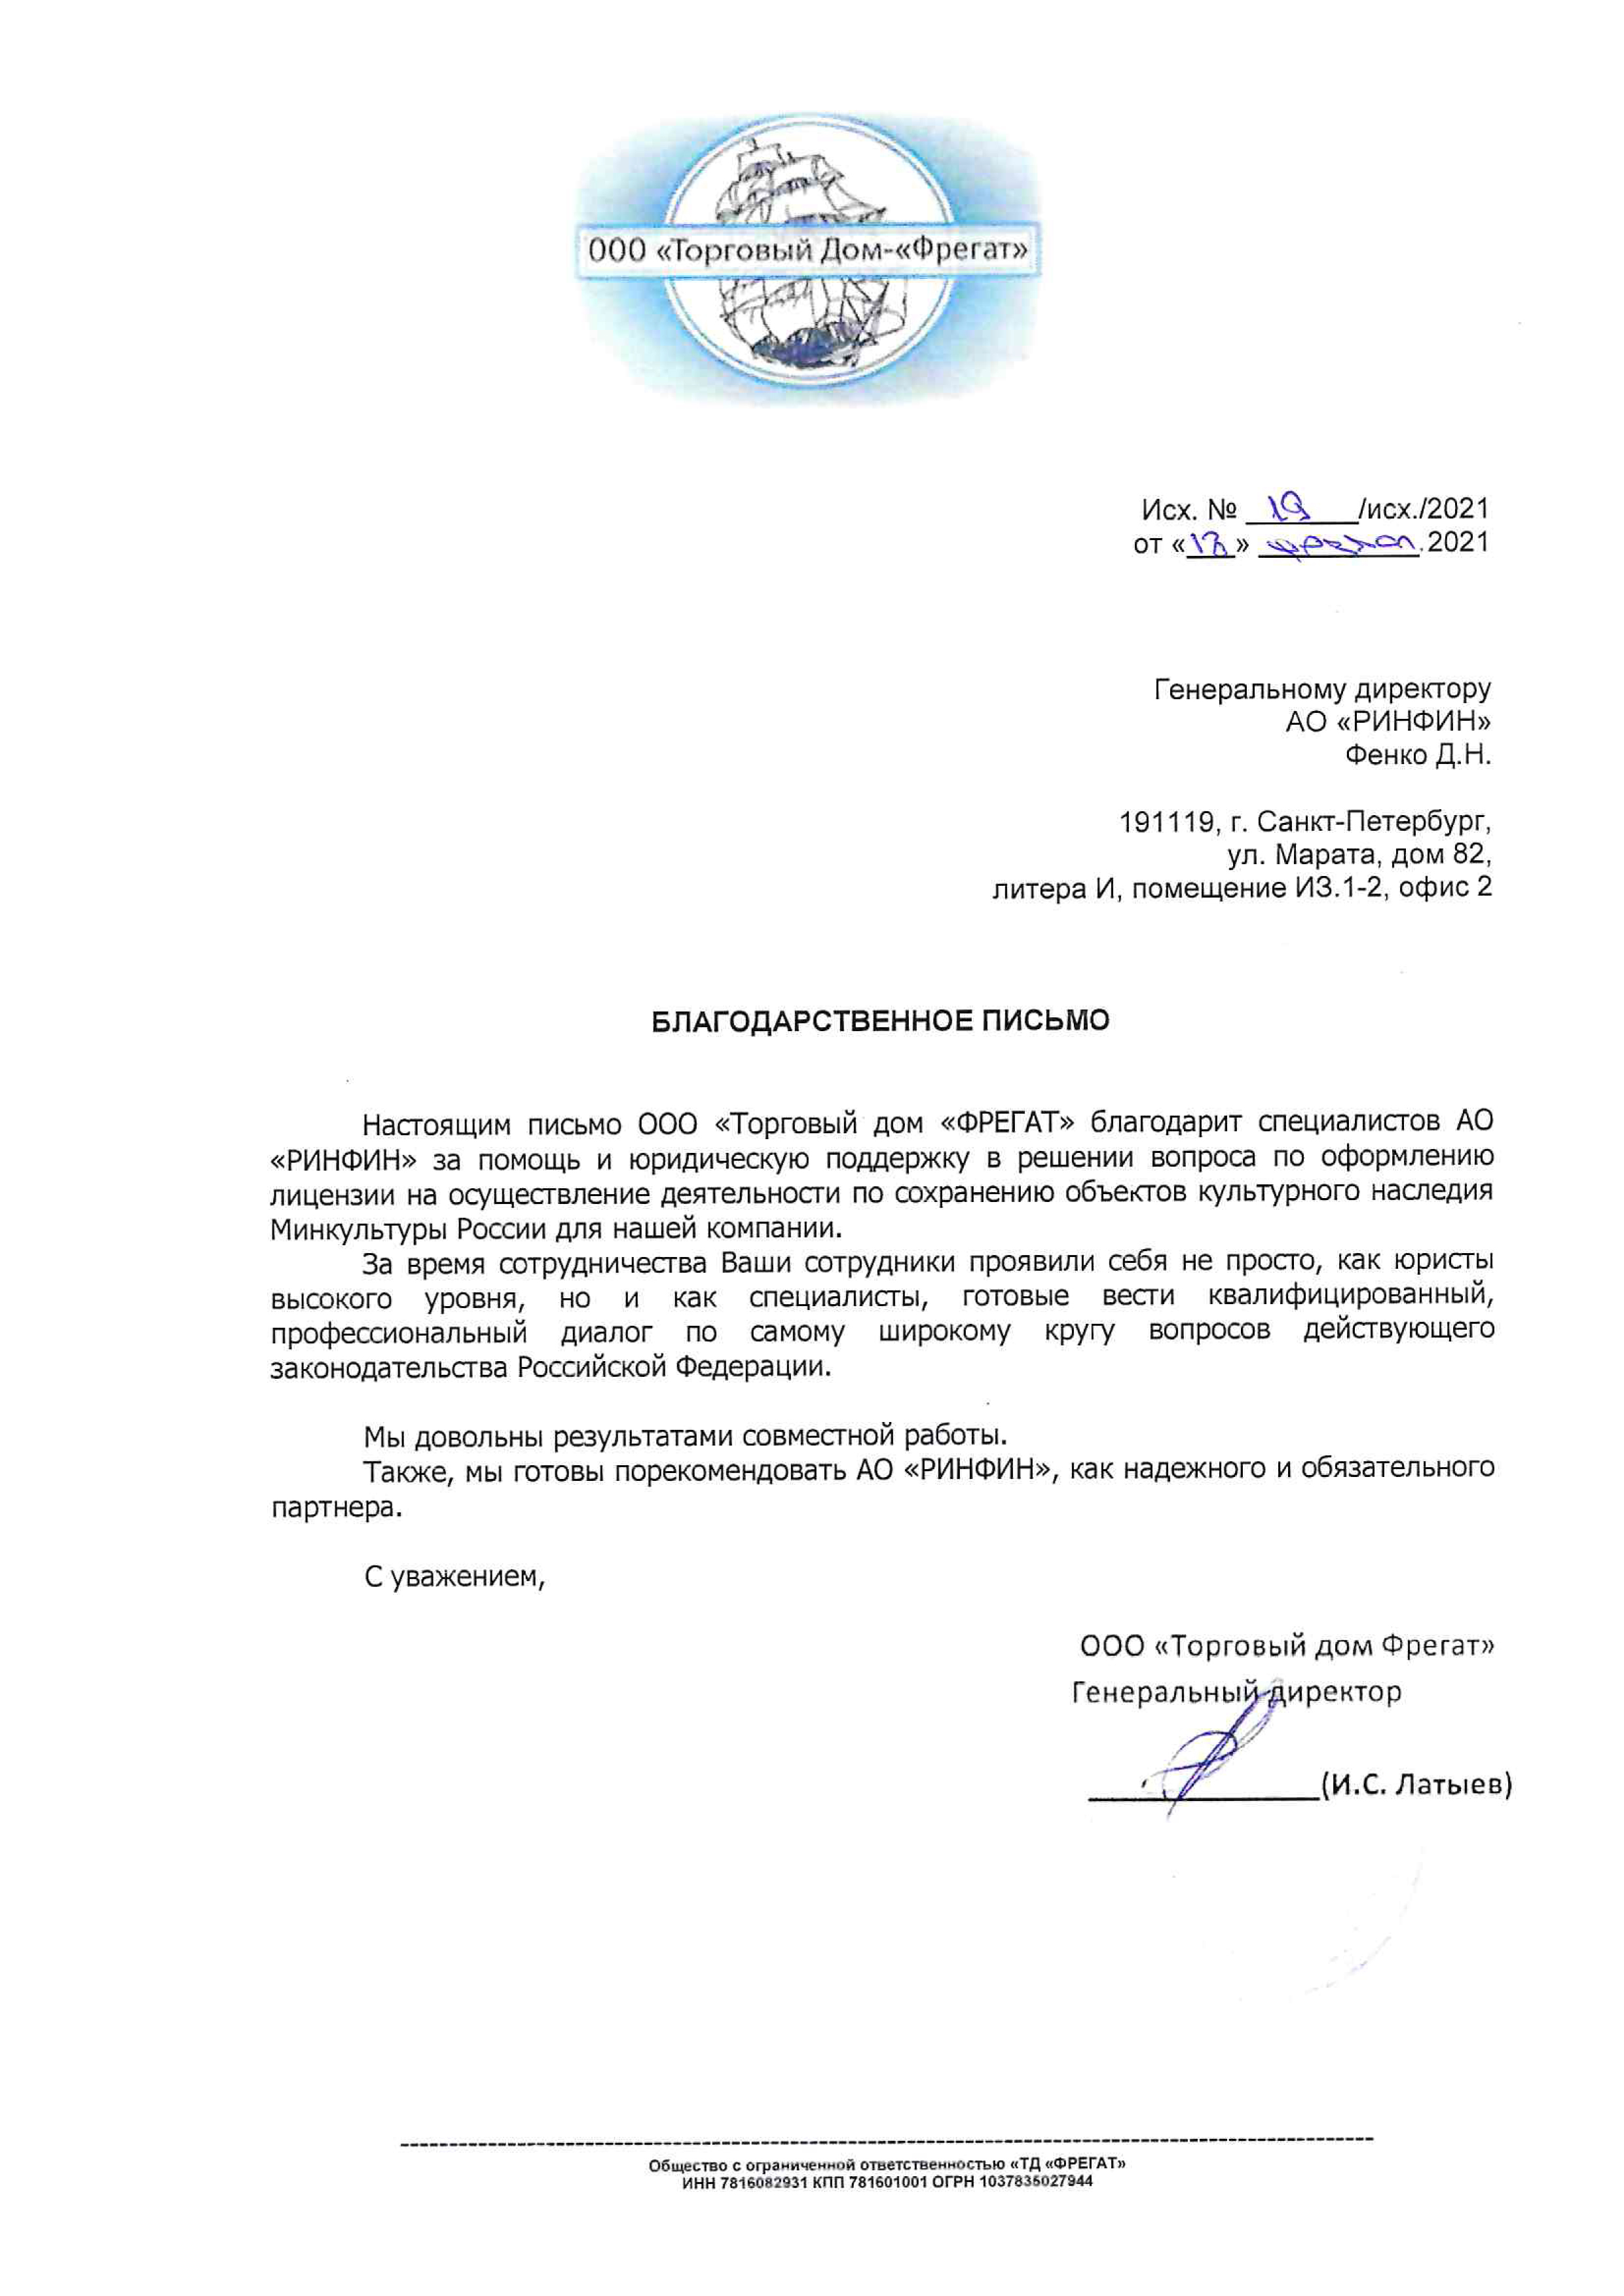 ООО «Торговый Дом-«Фрегат»
Исх. № 19 /исх./2021
от «    » февраля.2021
Генеральному директору
АО «РИНФИН»
Фенко Д.Н.
191119, г. Санкт-Петербург,
ул. Марата, дом 82,
литера И, помещение ИЗ.1-2, офис 2
БЛАГОДАРСТВЕННОЕ ПИСЬМО
Настоящим письмо ООО «Торговый дом «ФРЕГАТ» благодарит специалистов АО
«РИНФИН» за помощь и юридическую поддержку в решении вопроса по оформлению
лицензии на осуществление деятельности по сохранению объектов культурного наследия
Минкультуры России для нашей компании.
За время сотрудничества Ваши сотрудники проявили себя не просто, как юристы
высокого уровня, но и как специалисты, готовые вести квалифицированный,
профессиональный диалог по самому широкому кругу вопросов действующего
законодательства Российской Федерации.
Мы довольны результатами совместной работы.
Также, мы готовы порекомендовать АО «РИНФИН», как надежного и обязательного
партнера.
С уважением,
ООО «Торговый дом Фрегат»
Генеральный директор
(И.С. Латыев)
Общество с ограниченной ответственностью «ТД «ФРЕГАТ»
ИНН 7816082931 КПП 781601001 ОГРН 1037835027944